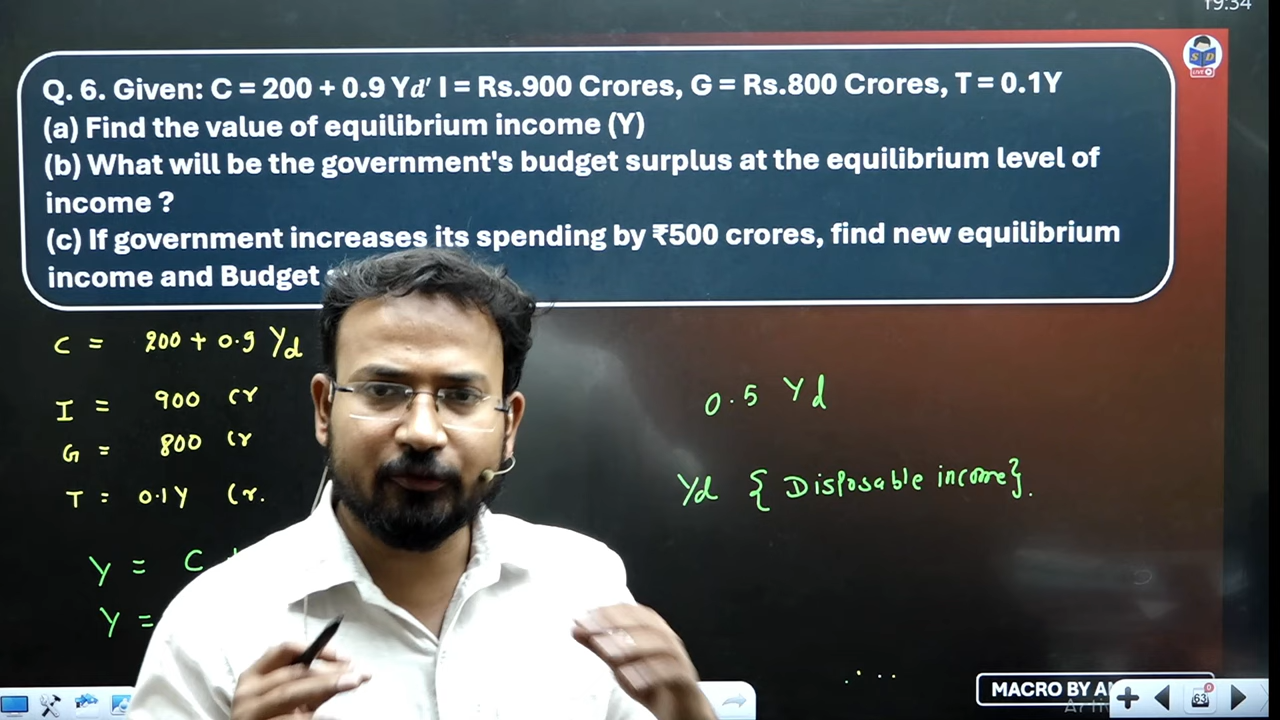 19:34
Q. 6. Given: C = 200 + 0.9 Yd' I = Rs.900 Crores, G = Rs.800 Crores, T = 0.1Y
(a) Find the value of equilibrium income (Y)
(b) What will be the government's budget surplus at the equilibrium level of
income ?
(c) If government increases its spending by ₹500 crores, find new equilibrium
income and Budget
C = 200 + 0.9 Yd
I = 900 Cr
G = 800 Cr
T = 0.1Y Cr.
Y = C
Y =
0.5 Yd
Yd { Disposable income}.
S D
LIVE
MACRO BY
63